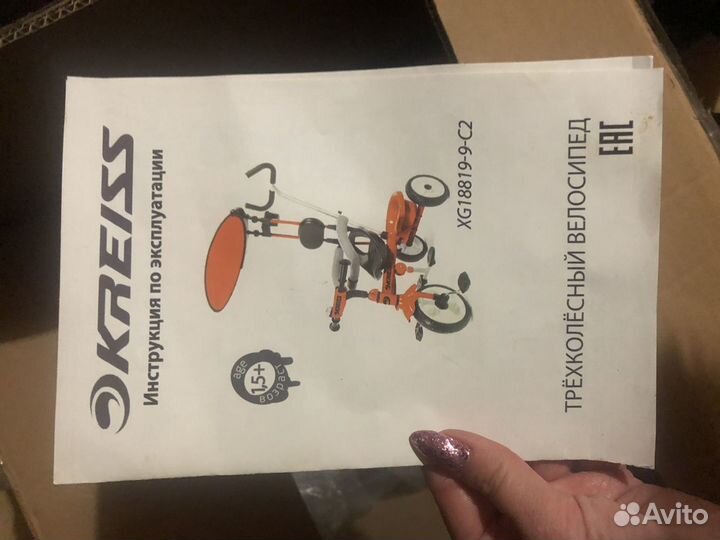 KREISS
Инструкция по эксплуатации
XG18819-9-C2
age
1,5+
возраст
ТРЁХКОЛЁСНЫЙ ВЕЛОСИПЕД
EAC
Avito